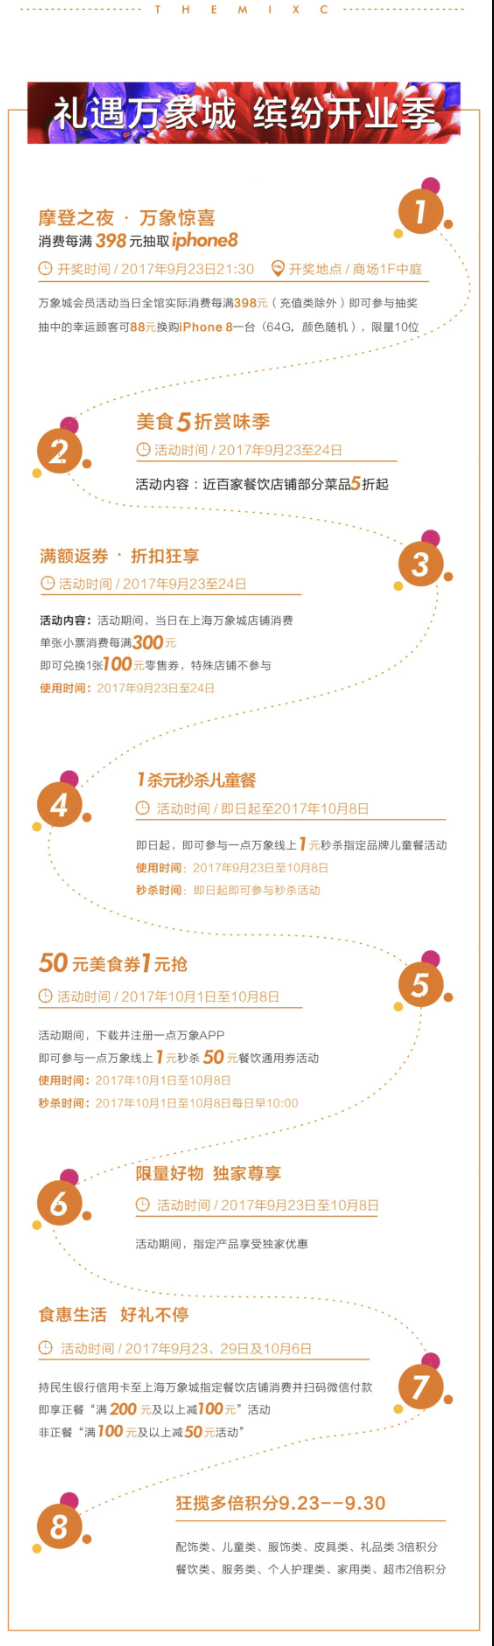 THEMIXC
礼遇万象城 缤纷开业季
1
摩登之夜 · 万象惊喜
消费每满398元抽取iphone8
开奖时间/2017年9月23日21:30 开奖地点/商场1F中庭
万象城会员活动当日全馆实际消费每满398元（充值类除外）即可参与抽奖
抽中的幸运顾客可88元换购iPhone 8一台（64G，颜色随机），限量10位
2
美食5折赏味季
活动时间/2017年9月23至24日
活动内容：近百家餐饮店铺部分菜品5折起
3
满额返券 · 折扣狂享
活动时间/2017年9月23至24日
活动内容：活动期间，当日在上海万象城店铺消费
单张小票消费每满300元
即可兑换1张100元零售券，特殊店铺不参与
使用时间：2017年9月23日至24日
4
1杀元秒杀儿童餐
活动时间/即日起至2017年10月8日
即日起，即可参与一点万象线上1元秒杀指定品牌儿童餐活动
使用时间：2017年9月23日至10月8日
秒杀时间：即日起即可参与秒杀活动
5
50元美食券1元抢
活动时间/2017年10月1日至10月8日
活动期间，下载并注册一点万象APP
即可参与一点万象线上1元秒杀50元餐饮通用券活动
使用时间：2017年10月1日至10月8日
秒杀时间：2017年10月1日至10月8日每日早10:00
6
限量好物 独家尊享
活动时间/2017年9月23日至10月8日
活动期间，指定产品享受独家优惠
7
食惠生活 好礼不停
活动时间/2017年9月23、29日及10月6日
持民生银行信用卡至上海万象城指定餐饮店铺消费并扫码微信付款
即享正餐“满200元及以上减100元”活动
非正餐“满100元及以上减50元活动”
8
狂揽多倍积分9.23--9.30
配饰类、儿童类、服饰类、皮具类、礼品类3倍积分
餐饮类、服务类、个人护理类、家用类、超市2倍积分